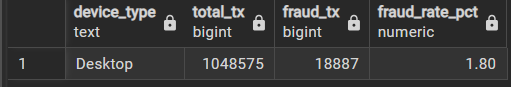 device_type total_tx fraud_tx fraud_rate_pct
text bigint bigint numeric
1 Desktop 1048575 18887 1.80